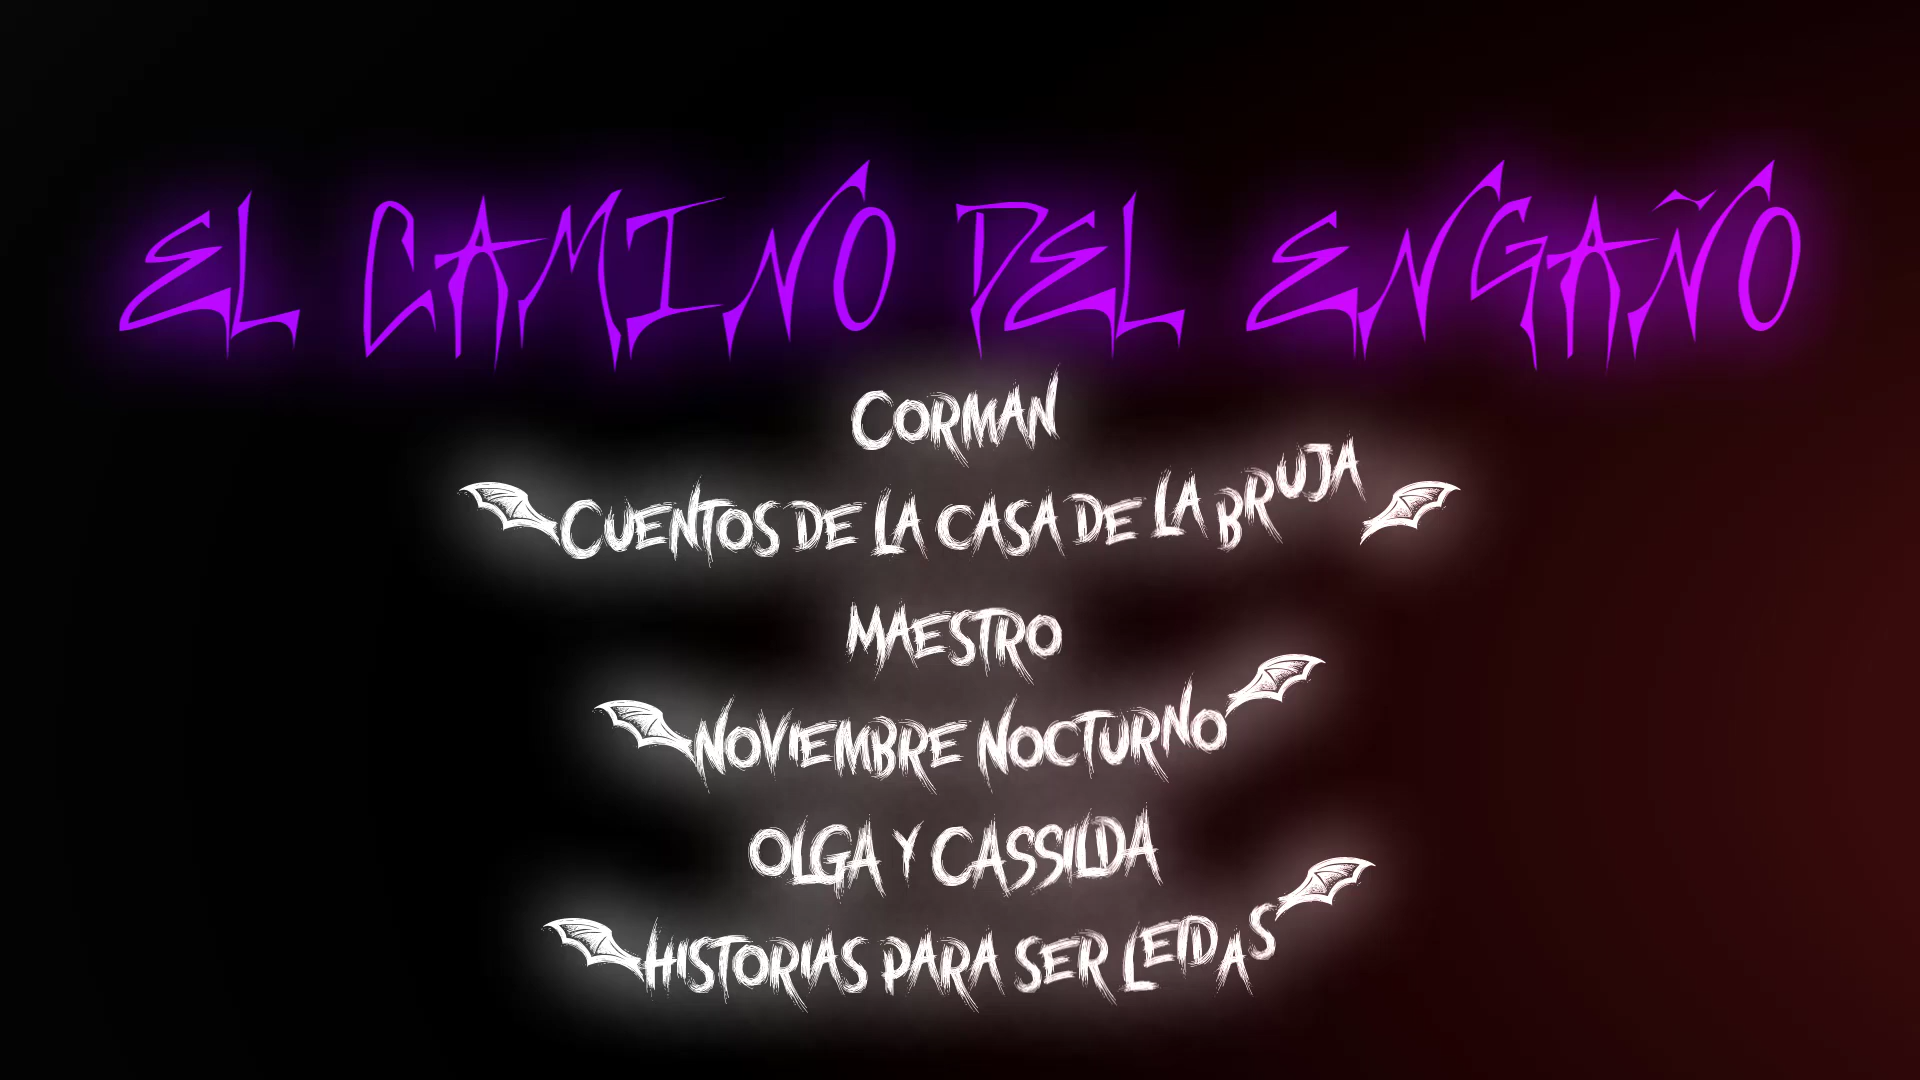 EL CAMINO DEL ENGAÑO
CORMAN
CUENTOS DE LA CASA DE LA BRUJA
MAESTRO
NOVIEMBRE NOCTURNO
OLGA Y CASSILDA
HISTORIAS PARA SER LEIDAS